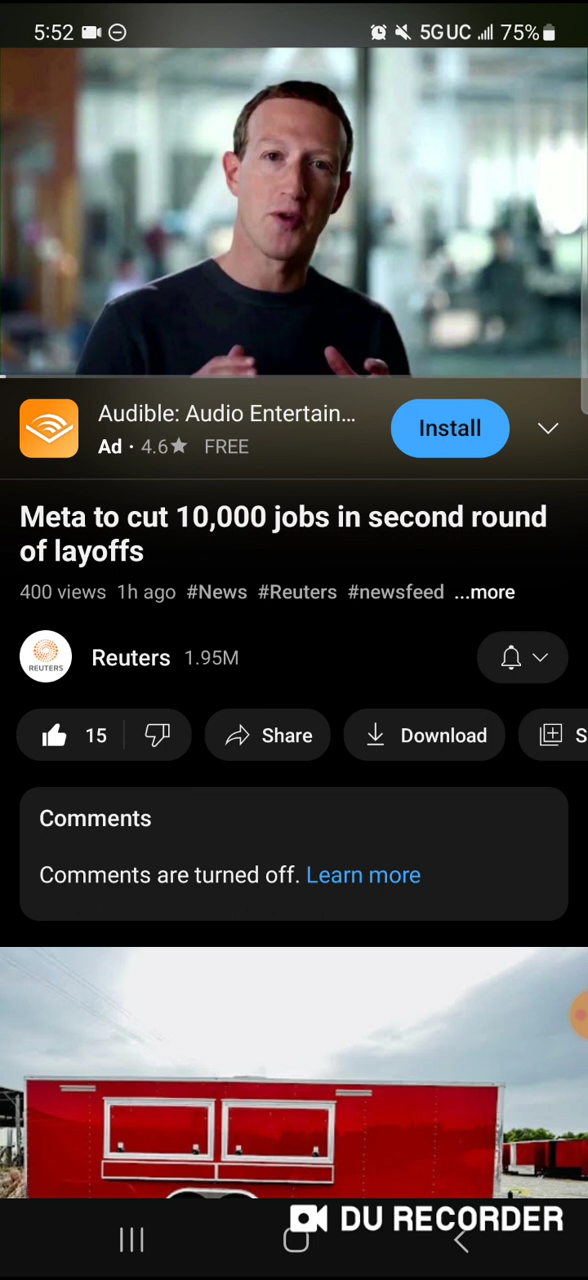 5:52
5G UC 75%
Audible: Audio Entertain...
Install
Ad · 4.6★ FREE
Meta to cut 10,000 jobs in second round
of layoffs
400 views 1h ago #News #Reuters #newsfeed ...more
REUTERS
Reuters 1.95M
15
Share
Download
S
Comments
Comments are turned off. Learn more
DU RECORDER